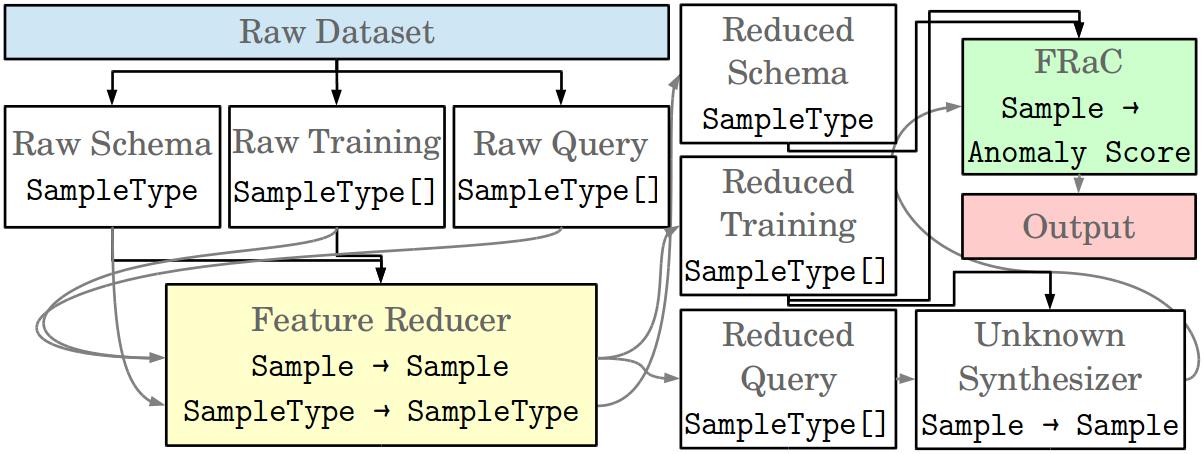 Raw Dataset
Raw Schema
SampleType
Raw Training
SampleType[]
Raw Query
SampleType[]
Feature Reducer
Sample → Sample
SampleType → SampleType
Reduced
Schema
SampleType
Reduced
Training
SampleType[]
Reduced
Query
SampleType[]
FRaC
Sample →
Anomaly Score
Output
Unknown
Synthesizer
Sample → Sample